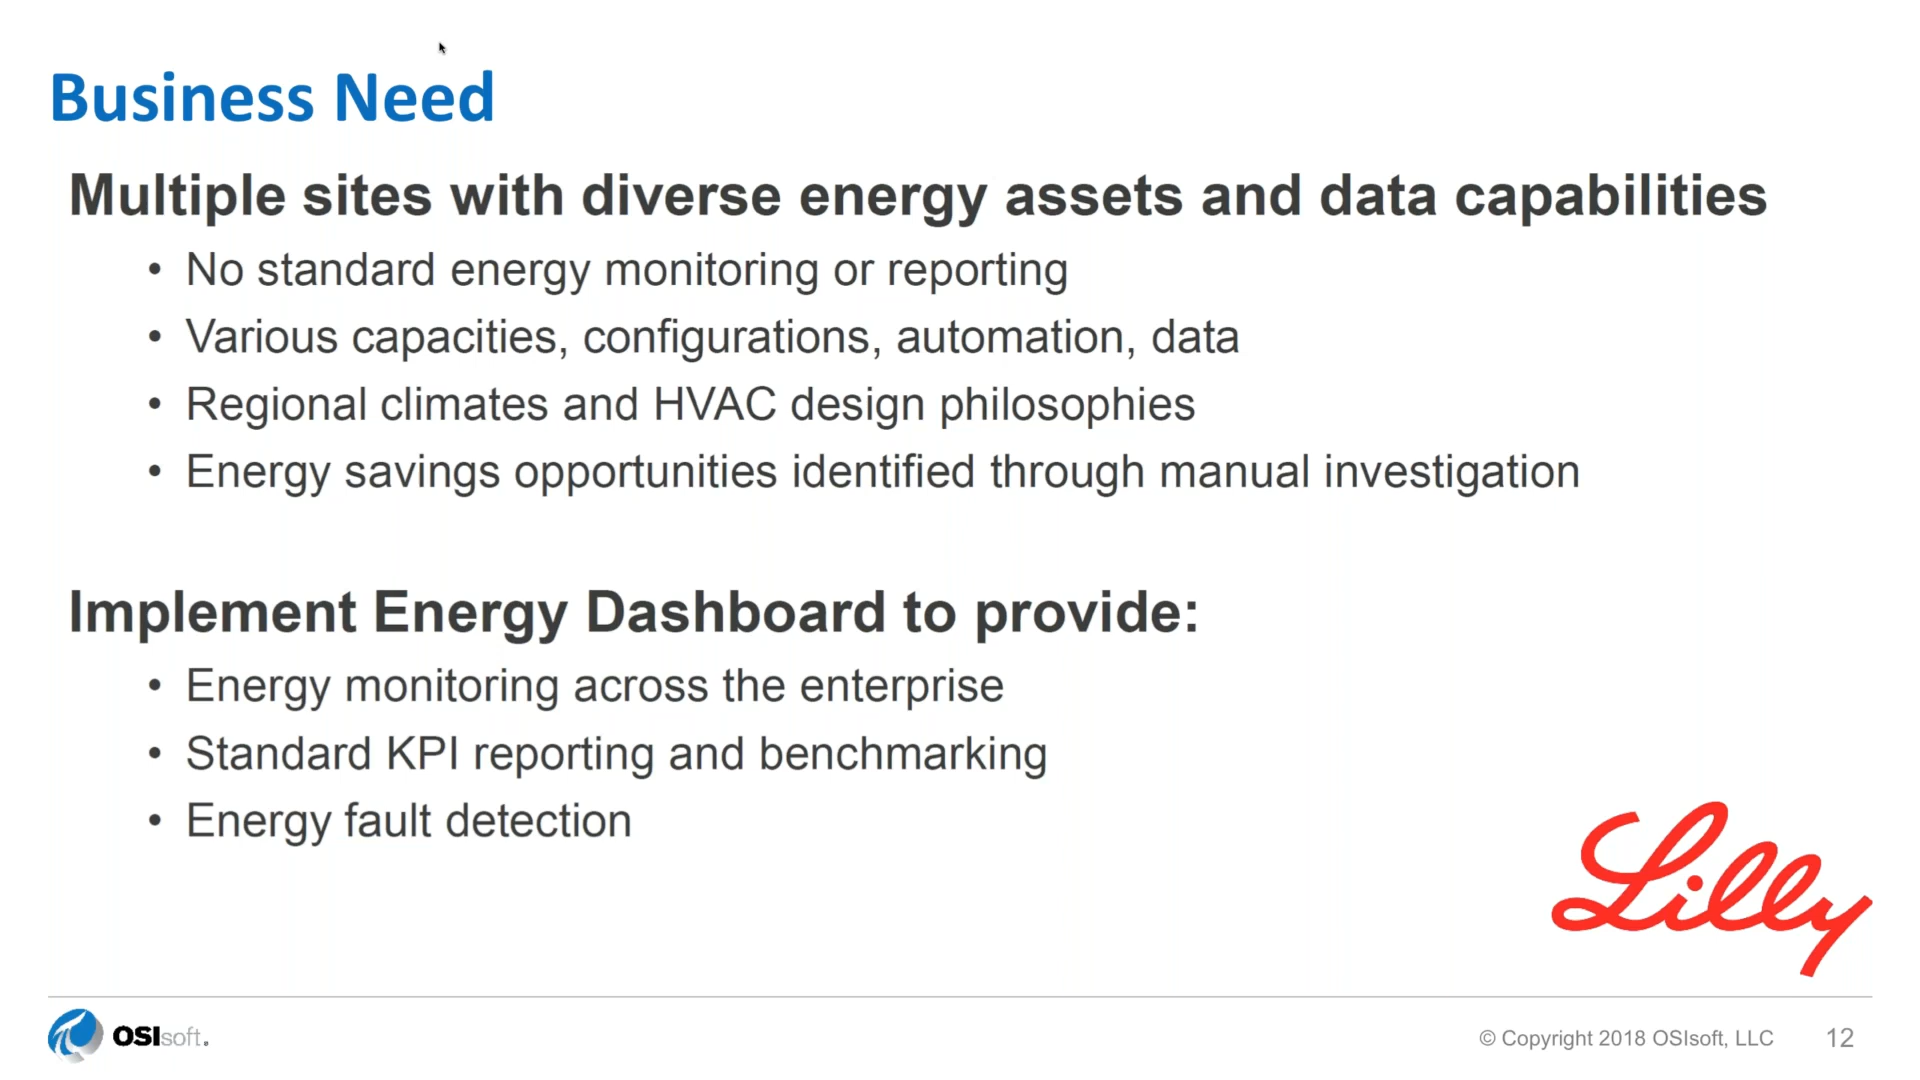 Business Need
Multiple sites with diverse energy assets and data capabilities
• No standard energy monitoring or reporting
• Various capacities, configurations, automation, data
• Regional climates and HVAC design philosophies
• Energy savings opportunities identified through manual investigation
Implement Energy Dashboard to provide:
• Energy monitoring across the enterprise
• Standard KPI reporting and benchmarking
• Energy fault detection
Lilly
OSIsoft.
© Copyright 2018 OSIsoft, LLC
12